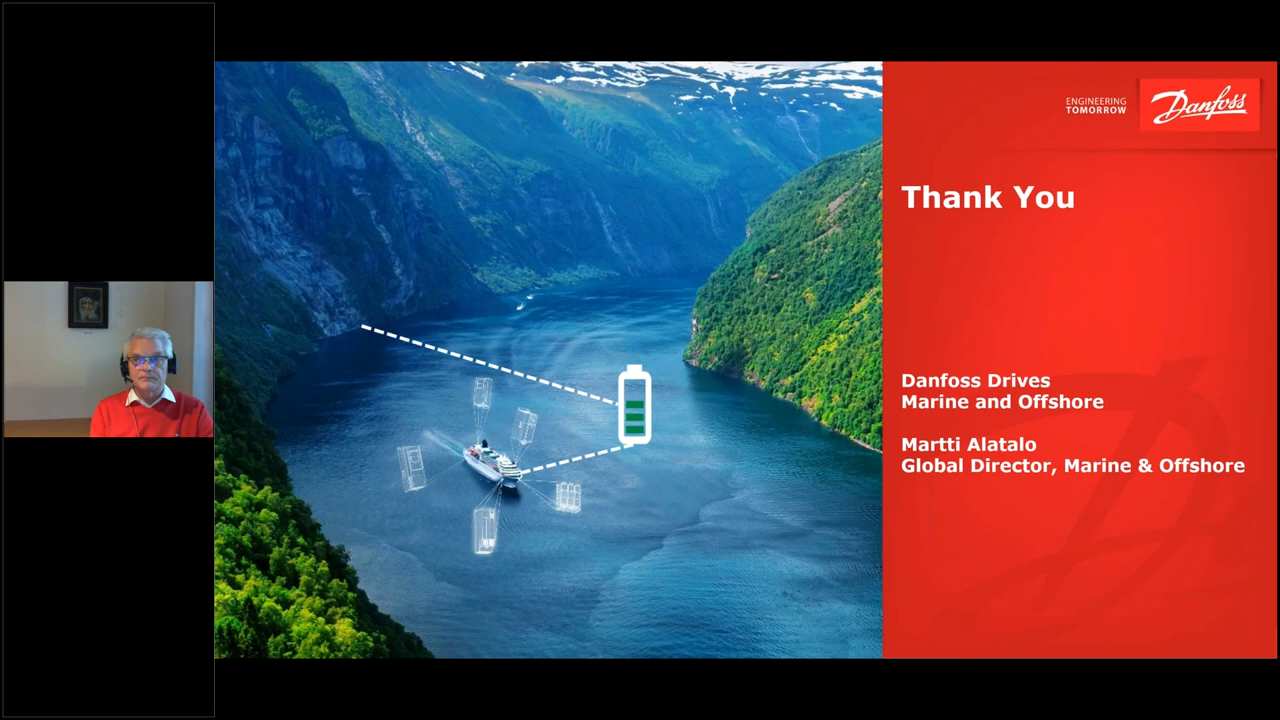 ENGINEERING
TOMORROW
Danfoss
Thank You
Danfoss Drives
Marine and Offshore
Martti Alatalo
Global Director, Marine & Offshore